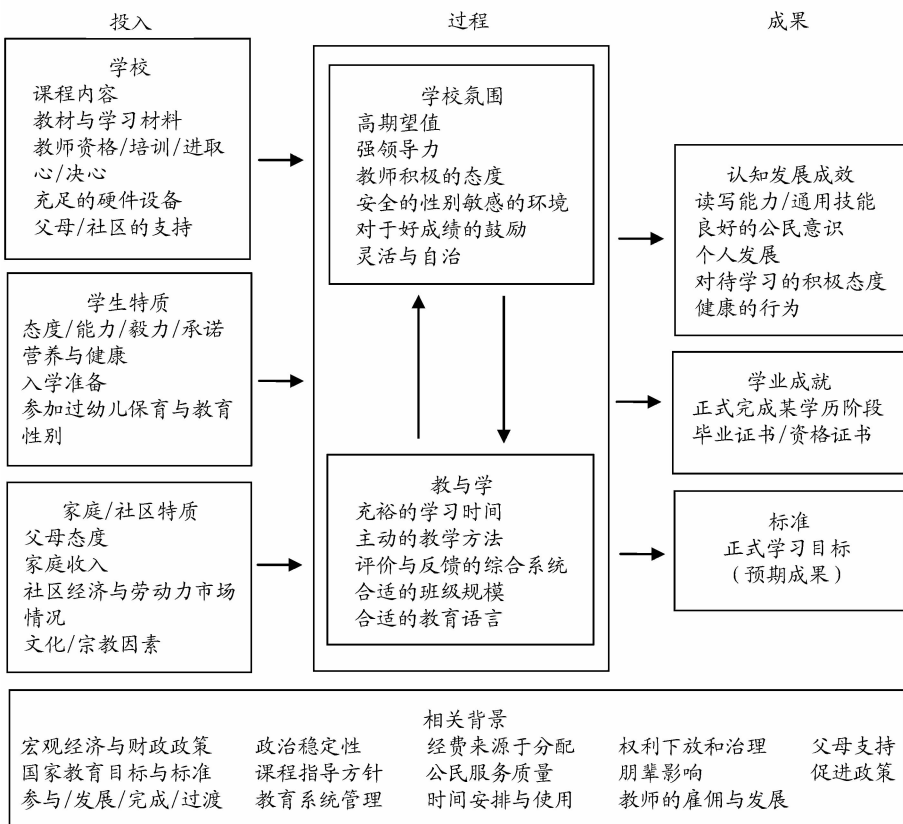 投入
学校
课程内容
教材与学习材料
教师资格/培训/进取
心/决心
充足的硬件设备
父母/社区的支持
学生特质
态度/能力/毅力/承诺
营养与健康
入学准备
参加过幼儿保育与教育
性别
家庭/社区特质
父母态度
家庭收入
社区经济与劳动力市场
情况
文化/宗教因素
过程
学校氛围
高期望值
强领导力
教师积极的态度
安全的性别敏感的环境
对于好成绩的鼓励
灵活与自治
教与学
充裕的学习时间
主动的教学方法
评价与反馈的综合系统
合适的班级规模
合适的教育语言
成果
认知发展成效
读写能力/通用技能
良好的公民意识
个人发展
对待学习的积极态度
健康的行为
学业成就
正式完成某学历阶段
毕业证书/资格证书
标准
正式学习目标
(预期成果)
相关背景
宏观经济与财政政策 政治稳定性 经费来源于分配 权利下放和治理 父母支持
国家教育目标与标准 课程指导方针 公民服务质量 朋辈影响 促进政策
参与/发展/完成/过渡 教育系统管理 时间安排与使用 教师的雇佣与发展